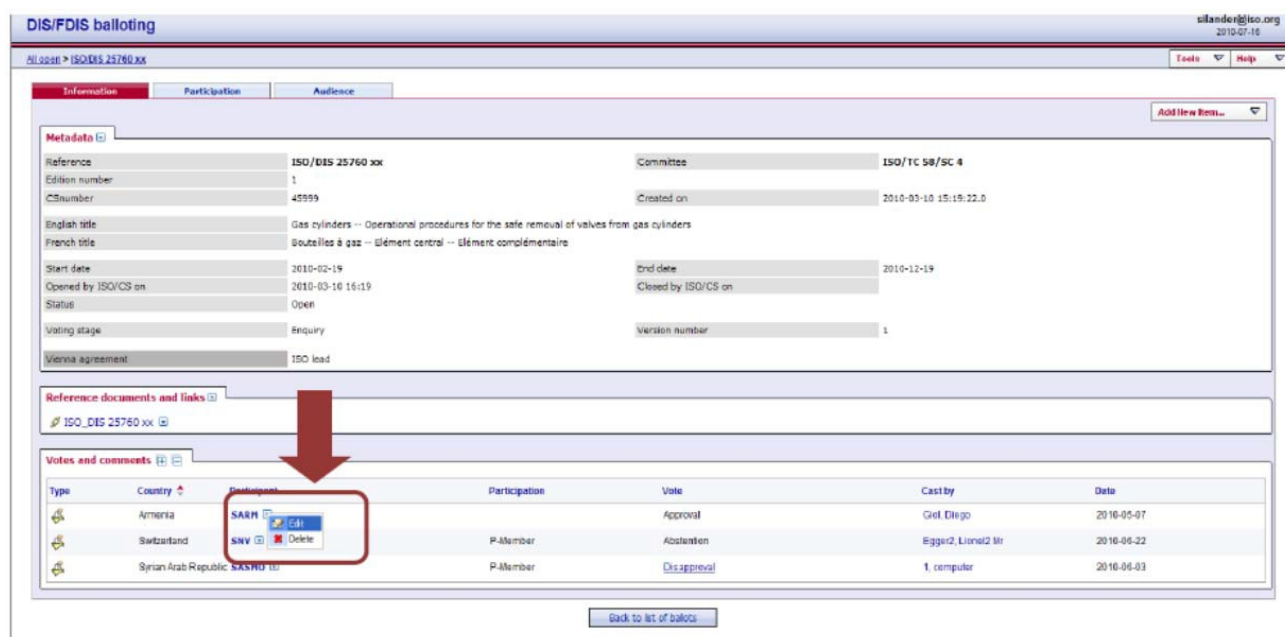 DIS/FDIS balloting
sillander@iso.org
2010-07-16
All open > ISO/DIS 25760 xx
Tools Help
Information Participation Audience
Add New Item...
Metadata
Reference ISO/DIS 25760 xx Committee ISO/TC 58/SC 4
Edition number 1
CSnumber 45999 Created on 2010-03-10 15:19:22.0
English title Gas cylinders -- Operational procedures for the safe removal of valves from gas cylinders
French title Bouteilles à gaz -- Elément central -- Elément complémentaire
Start date 2010-02-19 End date 2010-12-19
Opened by ISO/CS on 2010-03-10 16:19 Closed by ISO/CS on
Status Open
Voting stage Enquiry Version number 1
Vienna agreement ISO lead
Reference documents and links
ISO_DIS 25760 xx
Votes and comments
Type Country Participant Participation Vote Cast by Date
Armenia SARM Approval Giol, Diego 2010-05-07
Edit
Switzerland SNV P-Member Abstention Egger2, Lionel2 Mr 2010-06-22
Delete
Syrian Arab Republic SASMO P-Member Disapproval 1, computer 2010-06-03
Back to list of ballots